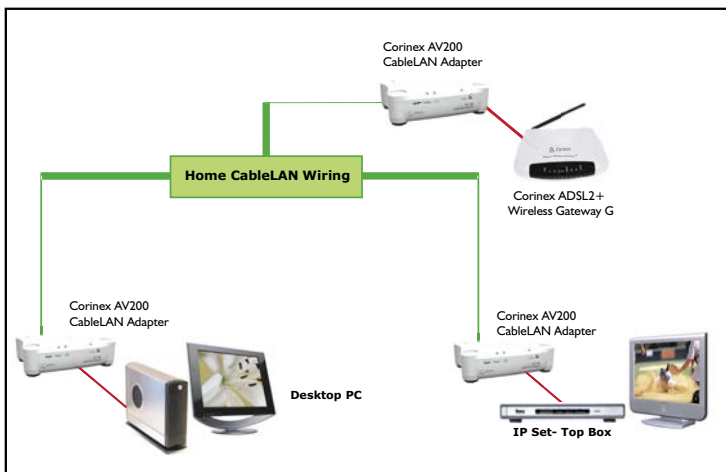 Corinex AV200
CableLAN Adapter
Home CableLAN Wiring
Corinex ADSL2+
Wireless Gateway G
Corinex AV200
CableLAN Adapter
Corinex AV200
CableLAN Adapter
Desktop PC
IP Set- Top Box